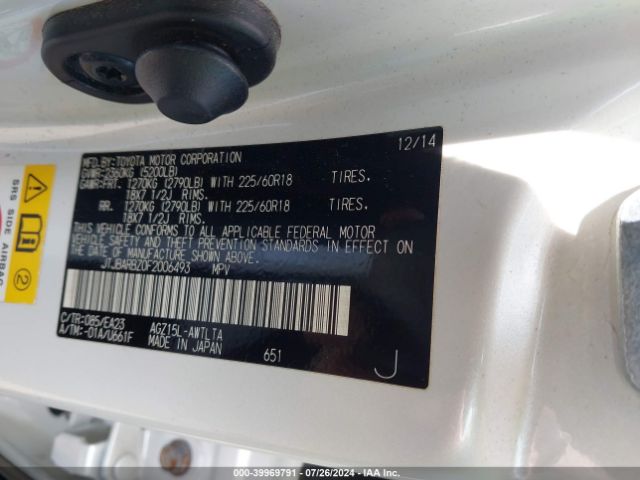 12/14
MFD. BY: TOYOTA MOTOR CORPORATION
GVWR: 2360KG (5200LB)
GAWR: FRT. 1270KG (2790LB) WITH 225/60R18 TIRES.
18X7 1/2J RIMS.
RR. 1270KG (2790LB) WITH 225/60R18 TIRES.
18X7 1/2J RIMS.
THIS VEHICLE CONFORMS TO ALL APPLICABLE FEDERAL MOTOR
VEHICLE SAFETY AND THEFT PREVENTION STANDARDS IN EFFECT ON
THE DATE OF MANUFACTURE SHOWN ABOVE.
JTJBARBZ0F2006493 MPV
C/TR: 085/EA23 AGZ15L-AWTLTA
A/TM: -01A/U661F MADE IN JAPAN
651
J
SRS SIDE AIRBAG
2
000-39969791 - 07/26/2024 - IAA Inc.